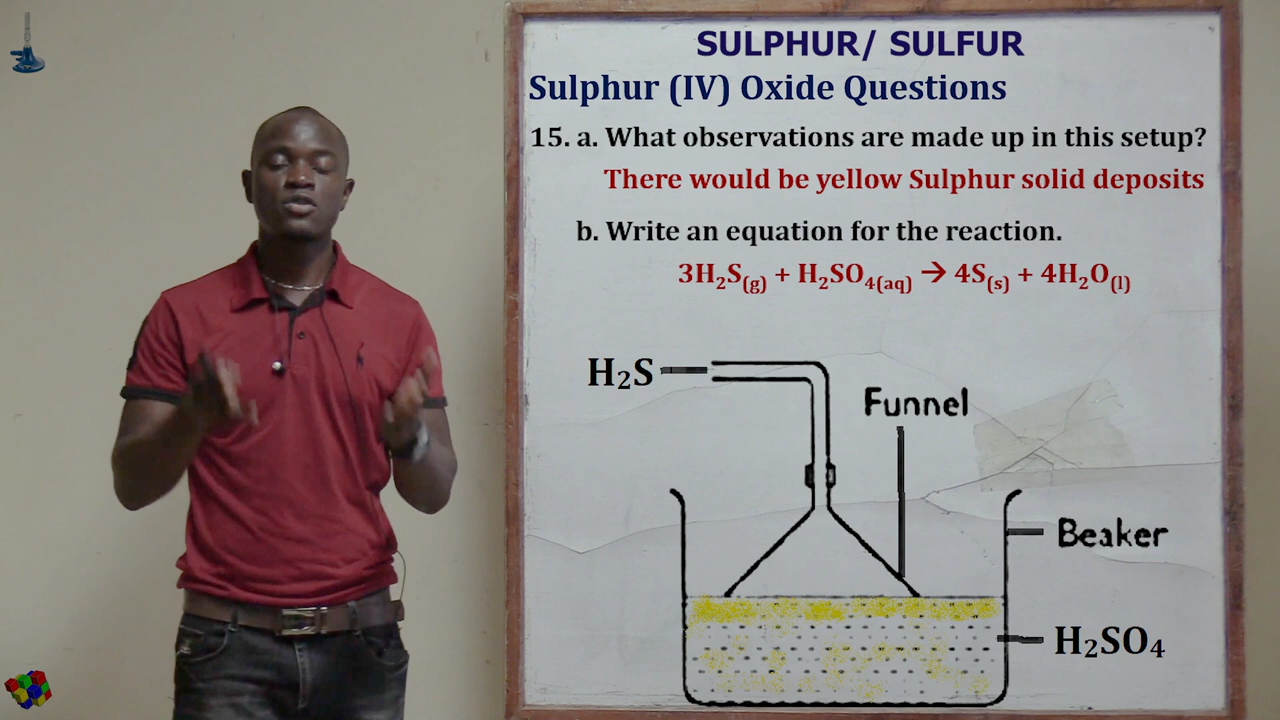 SULPHUR/ SULFUR
Sulphur (IV) Oxide Questions
15. a. What observations are made up in this setup?
There would be yellow Sulphur solid deposits
b. Write an equation for the reaction.
3H₂S(g) + H₂SO₄(aq) → 4S(s) + 4H₂O(l)
H₂S
Funnel
Beaker
H₂SO₄